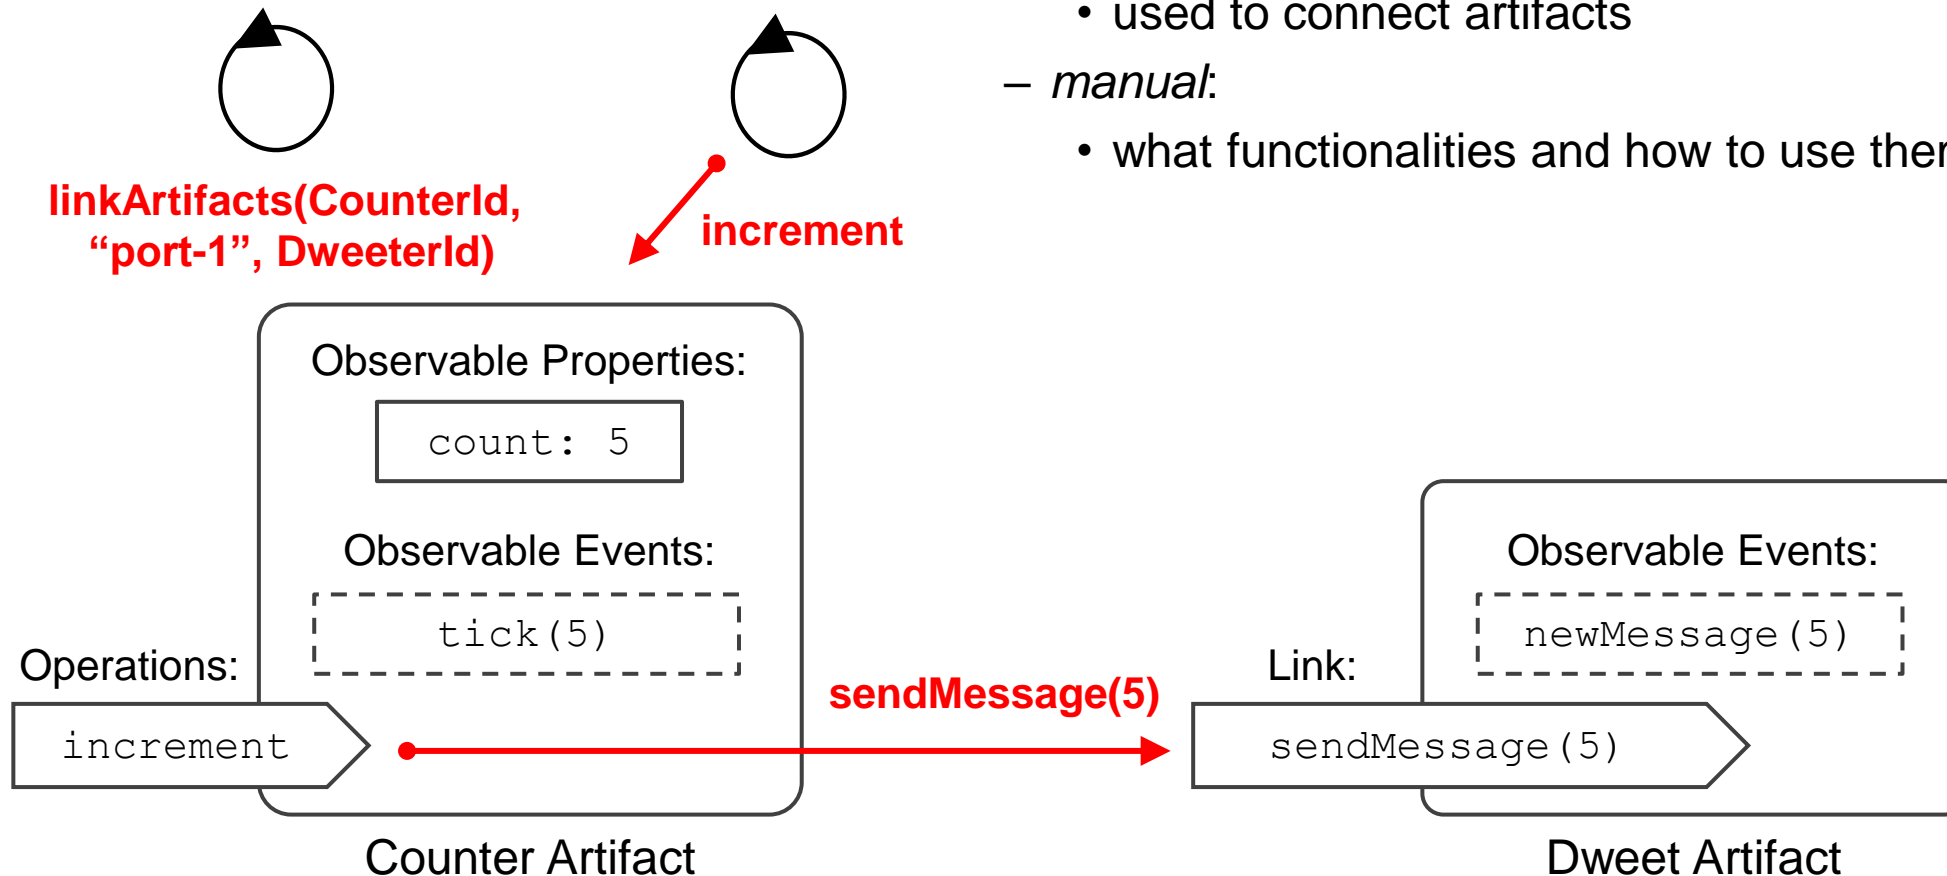 • used to connect artifacts
– manual:
• what functionalities and how to use
linkArtifacts(CounterId,
“port-1”, DweeterId)
increment
Observable Properties:
count: 5
Observable Events:
tick(5)
Operations:
increment
sendMessage(5)
Observable Events:
newMessage(5)
Link:
sendMessage(5)
Counter Artifact
Dweet Artifact